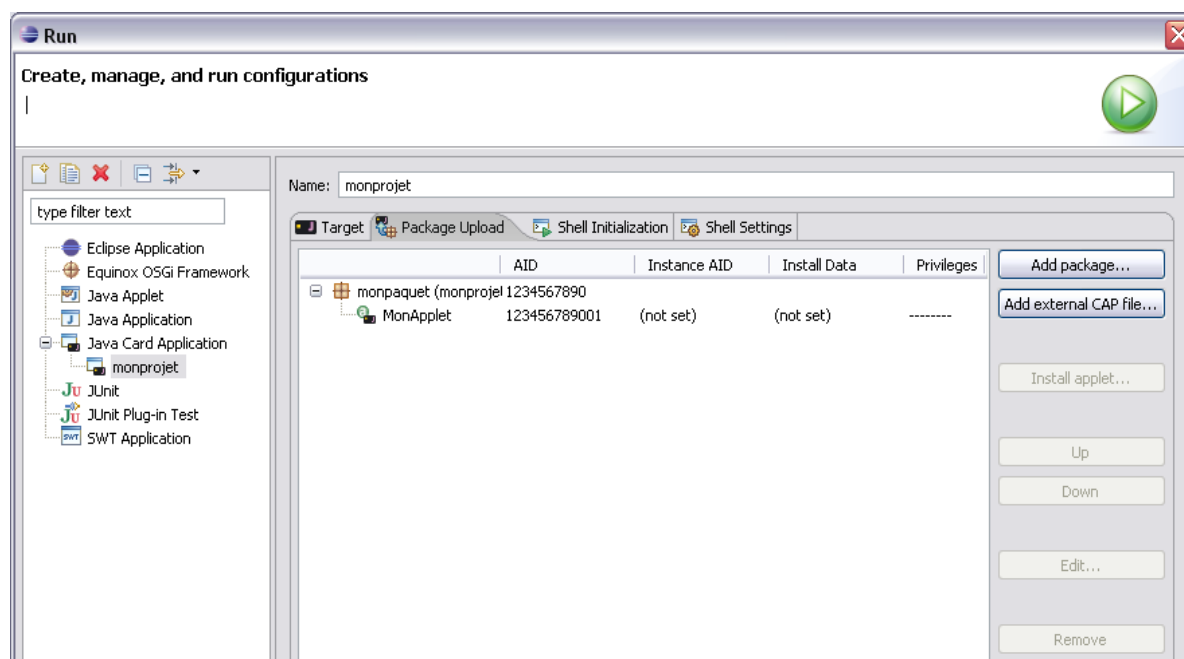 Run
Create, manage, and run configurations
type filter text
Eclipse Application
Equinox OSGi Framework
Java Applet
Java Application
Java Card Application
monprojet
JUnit
JUnit Plug-in Test
SWT Application
Name: monprojet
Target Package Upload Shell Initialization Shell Settings
AID Instance AID Install Data Privileges
monpaquet (monprojet 1234567890
MonApplet 123456789001 (not set) (not set) --------
Add package...
Add external CAP file...
Install applet...
Up
Down
Edit...
Remove